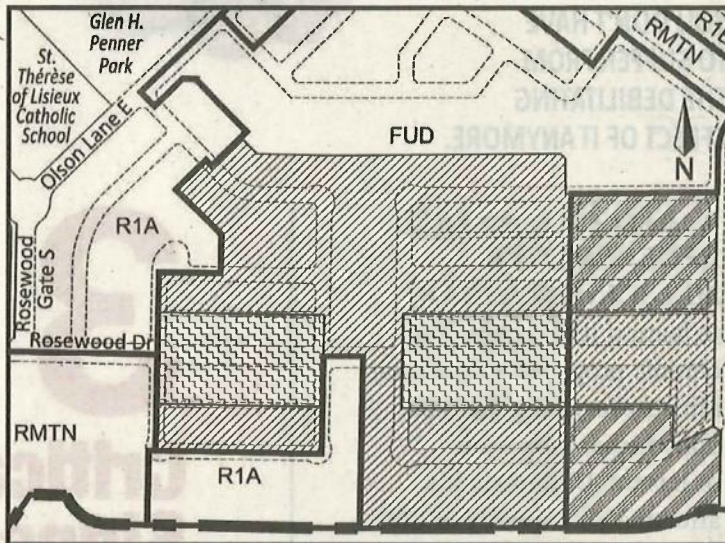 Glen H.
Penner
Park
St.
Thérèse
of Lisieux
Catholic
School
Olson Lane E
RMTN
FUD
N
R1A
Rosewood
Gate S
Rosewood Dr
RMTN
R1A